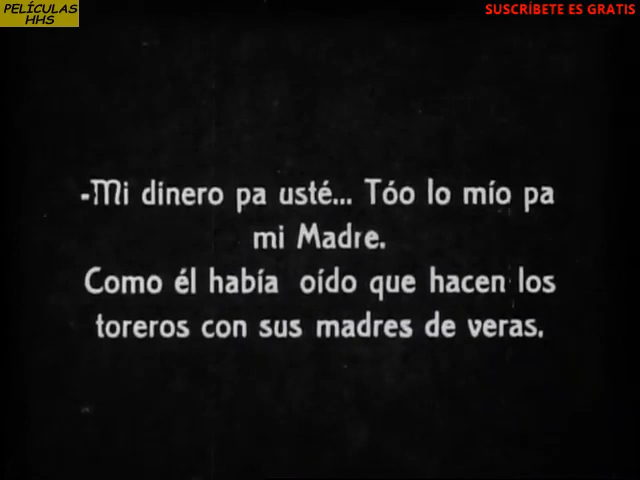 PELÍCULAS
HHS
SUSCRÍBETE ES GRATIS
-Mi dinero pa usté... Tóo lo mío pa
mi Madre.
Como él había oído que hacen los
toreros con sus madres de veras.